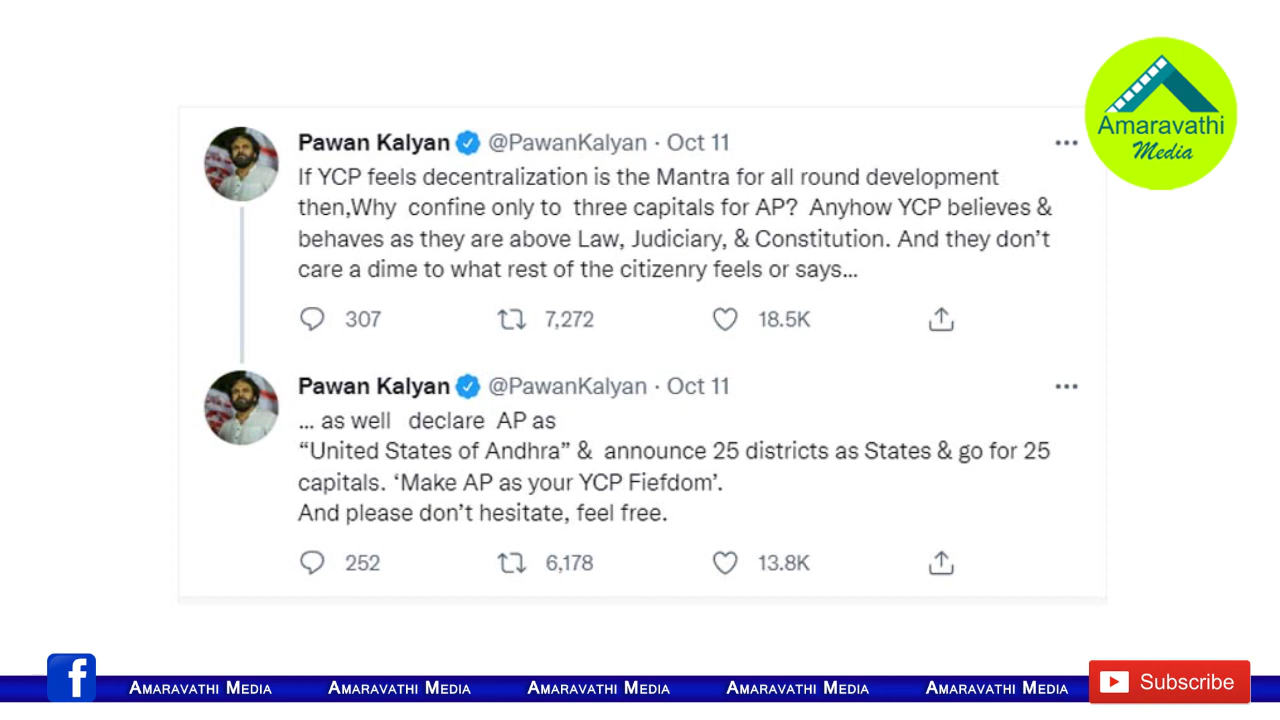 Amaravathi
Media
Pawan Kalyan @PawanKalyan · Oct 11
If YCP feels decentralization is the Mantra for all round development
then,Why confine only to three capitals for AP? Anyhow YCP believes &
behaves as they are above Law, Judiciary, & Constitution. And they don’t
care a dime to what rest of the citizenry feels or says...
307 7,272 18.5K
Pawan Kalyan @PawanKalyan · Oct 11
... as well declare AP as
“United States of Andhra” & announce 25 districts as States & go for 25
capitals. ‘Make AP as your YCP Fiefdom’.
And please don’t hesitate, feel free.
252 6,178 13.8K
f Amaravathi Media Amaravathi Media Amaravathi Media Amaravathi Media Amaravathi Media Subscribe